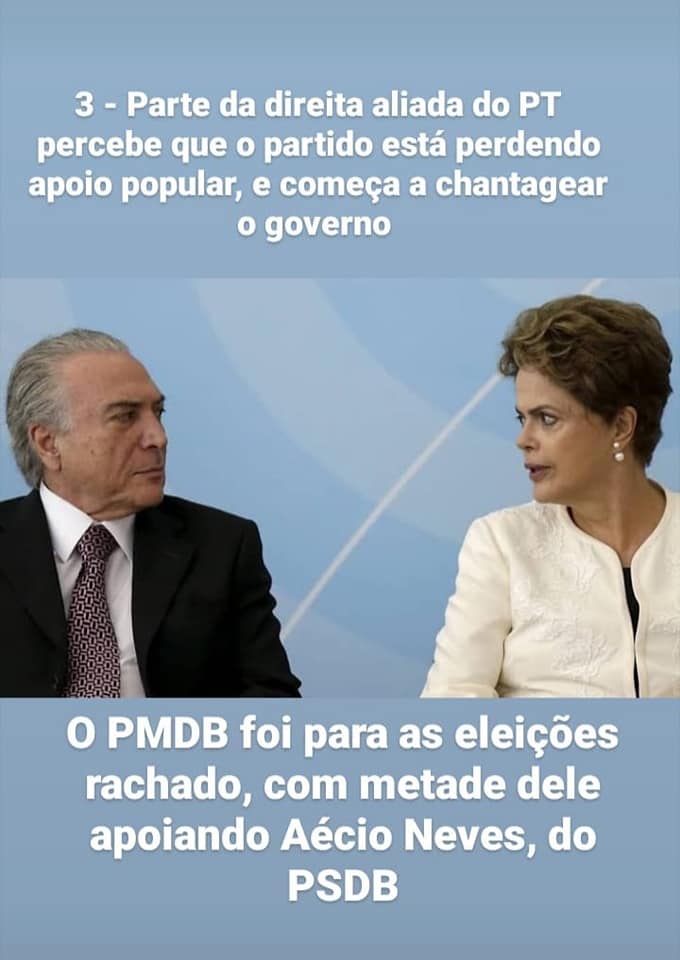 3 - Parte da direita aliada do PT
percebe que o partido está perdendo
apoio popular, e começa a chantagear
o governo
O PMDB foi para as eleições
rachado, com metade dele
apoiando Aécio Neves, do
PSDB